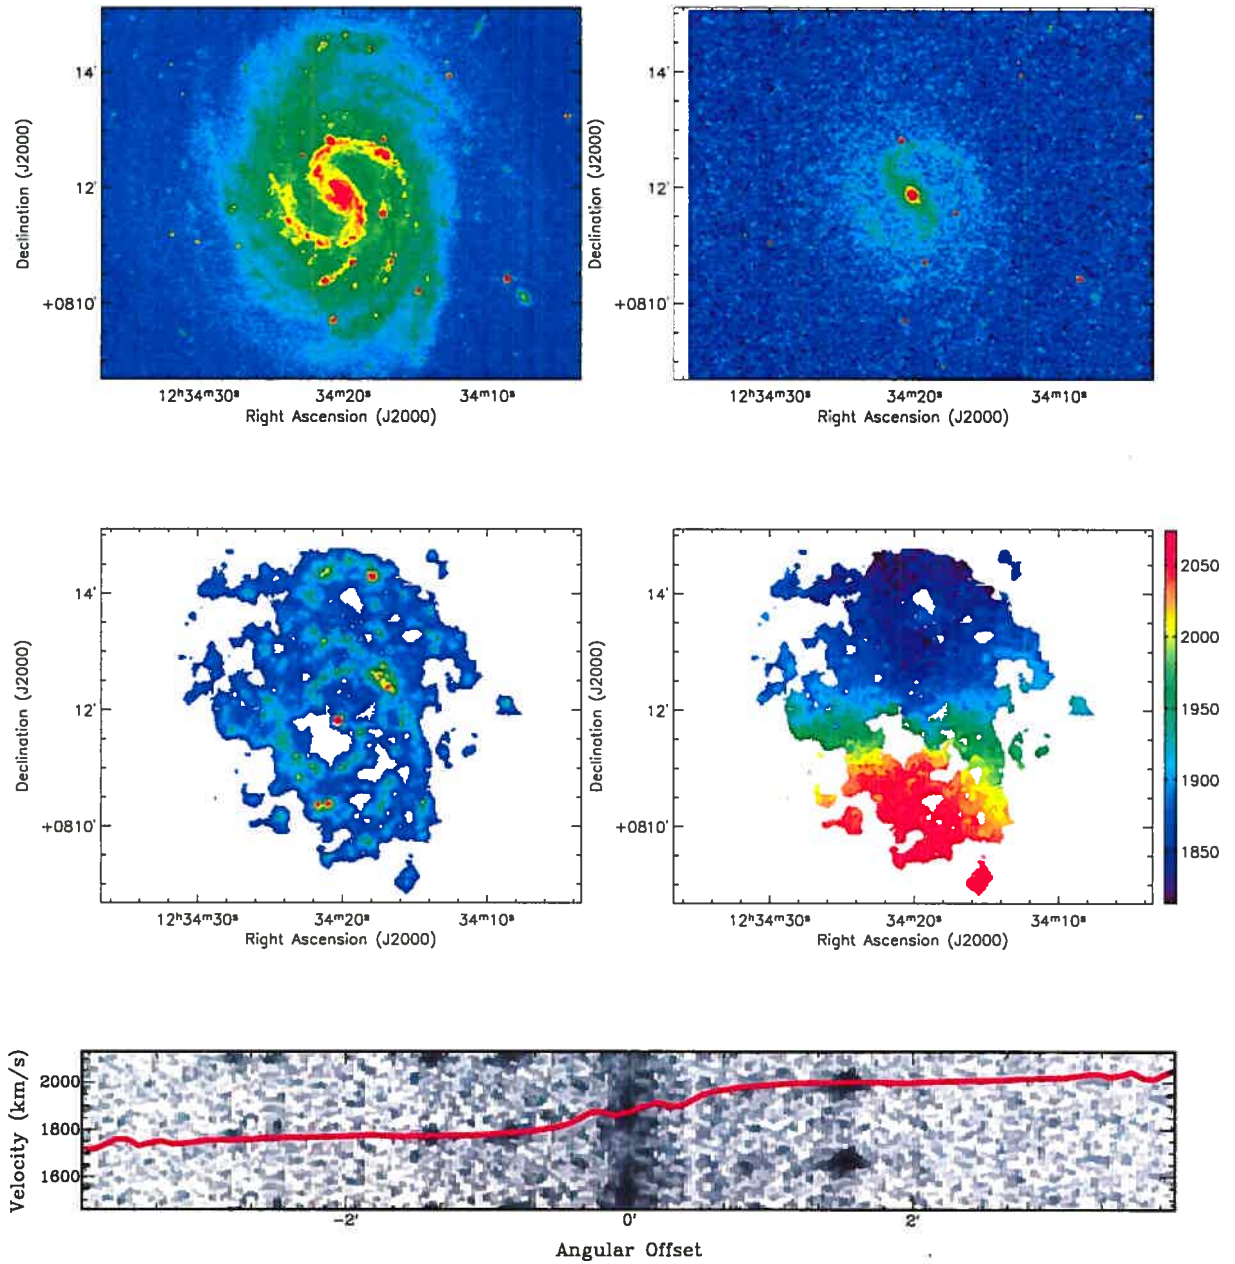 14'
12'
+0810'
Declination (J2000)
12ʰ34ᵐ30ˢ
34ᵐ20ˢ
34ᵐ10ˢ
Right Ascension (J2000)
14'
12'
+0810'
Declination (J2000)
12ʰ34ᵐ30ˢ
34ᵐ20ˢ
34ᵐ10ˢ
Right Ascension (J2000)
14'
12'
+0810'
Declination (J2000)
12ʰ34ᵐ30ˢ
34ᵐ20ˢ
34ᵐ10ˢ
Right Ascension (J2000)
14'
12'
+0810'
Declination (J2000)
12ʰ34ᵐ30ˢ
34ᵐ20ˢ
34ᵐ10ˢ
Right Ascension (J2000)
2050
2000
1950
1900
1850
Velocity (km/s)
2000
1800
1600
-2'
0'
2'
Angular Offset